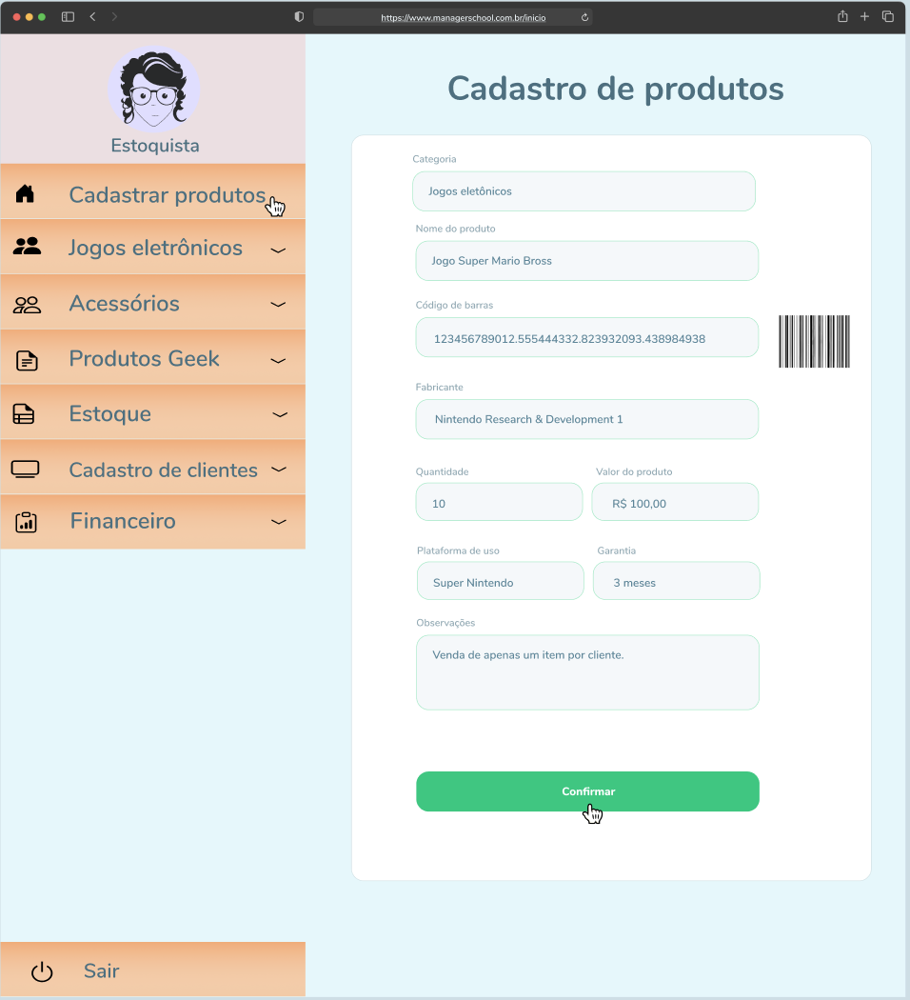 https://www.managerschool.com.br/inicio
Estoquista
Cadastrar produtos
Jogos eletrônicos
Acessórios
Produtos Geek
Estoque
Cadastro de clientes
Financeiro
Sair
Cadastro de produtos
Categoria
Jogos eletônicos
Nome do produto
Jogo Super Mario Bross
Código de barras
123456789012.555444332.823932093.438984938
Fabricante
Nintendo Research & Development 1
Quantidade
Valor do produto
10
R$ 100,00
Plataforma de uso
Garantia
Super Nintendo
3 meses
Observações
Venda de apenas um item por cliente.
Confirmar